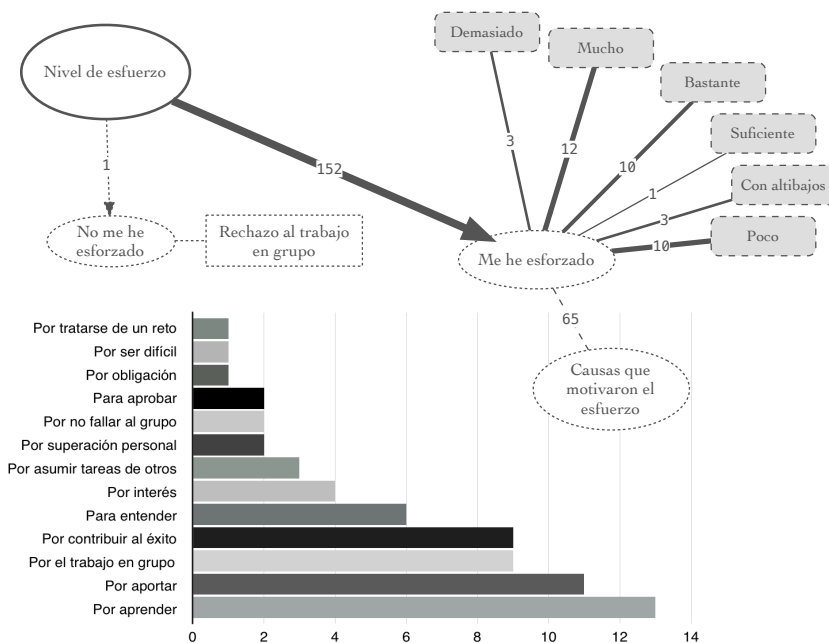 Nivel de esfuerzo
1
152
No me he
esforzado
Rechazo al trabajo
en grupo
Demasiado
Mucho
Bastante
Suficiente
Con altibajos
Poco
3
12
10
1
3
10
Me he esforzado
65
Causas que
motivaron el
esfuerzo
Por tratarse de un reto
Por ser difícil
Por obligación
Para aprobar
Por no fallar al grupo
Por superación personal
Por asumir tareas de otros
Por interés
Para entender
Por contribuir al éxito
Por el trabajo en grupo
Por aportar
Por aprender
0 2 4 6 8 10 12 14